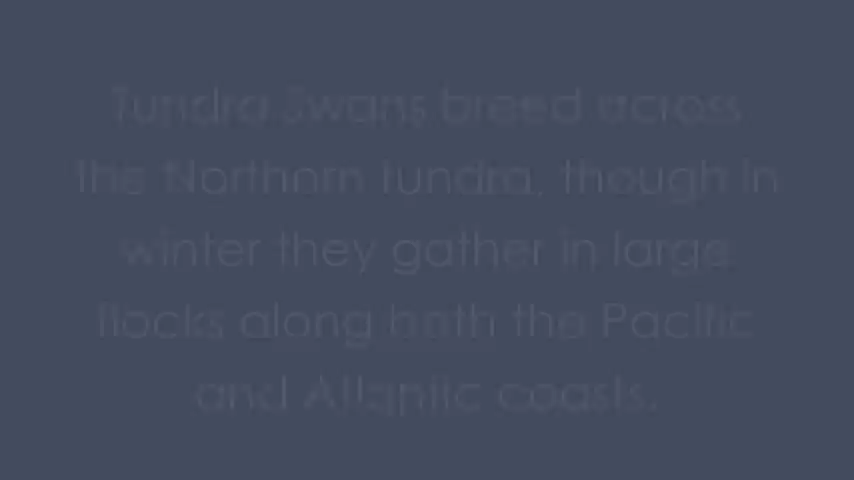 Tundra Swans breed across
the Northern tundra, though in
winter they gather in large
flocks along both the Pacific
and Atlantic coasts.